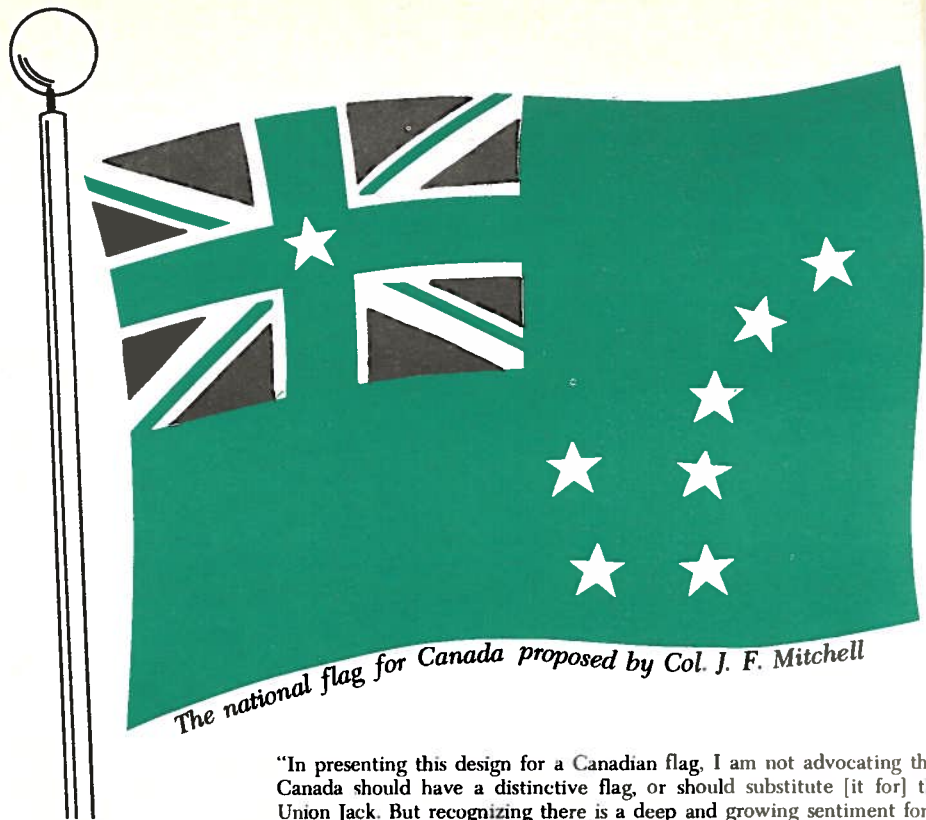 The national flag for Canada proposed by Col. J. F. Mitchell
"In presenting this design for a Canadian flag, I am not advocating th
Canada should have a distinctive flag, or should substitute [it for] t
Union Jack. But recognizing there is a deep and growing sentiment for